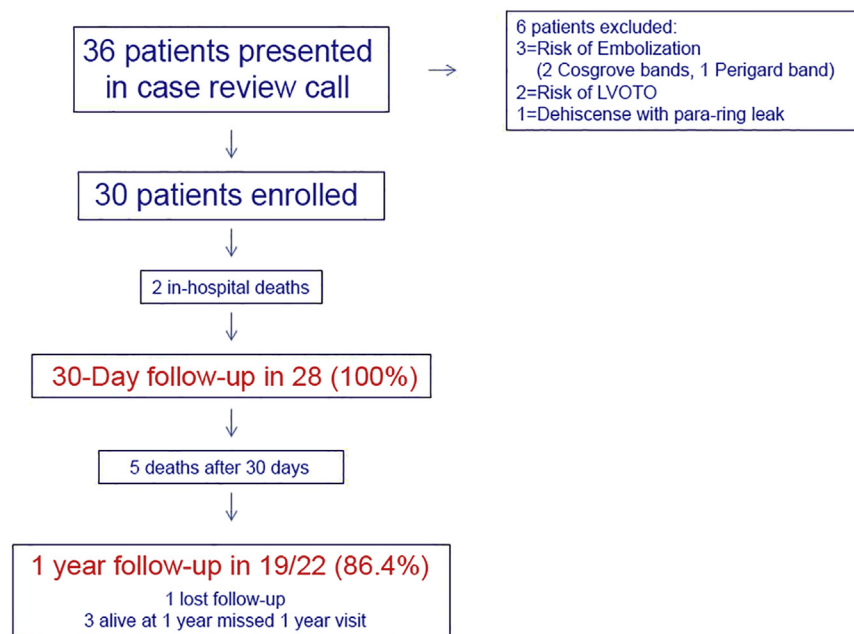 36 patients presented
in case review call
6 patients excluded:
3=Risk of Embolization
(2 Cosgrove bands, 1 Perigard band)
2=Risk of LVOTO
1=Dehiscense with para-ring leak
30 patients enrolled
2 in-hospital deaths
30-Day follow-up in 28 (100%)
5 deaths after 30 days
1 year follow-up in 19/22 (86.4%)
1 lost follow-up
3 alive at 1 year missed 1 year visit